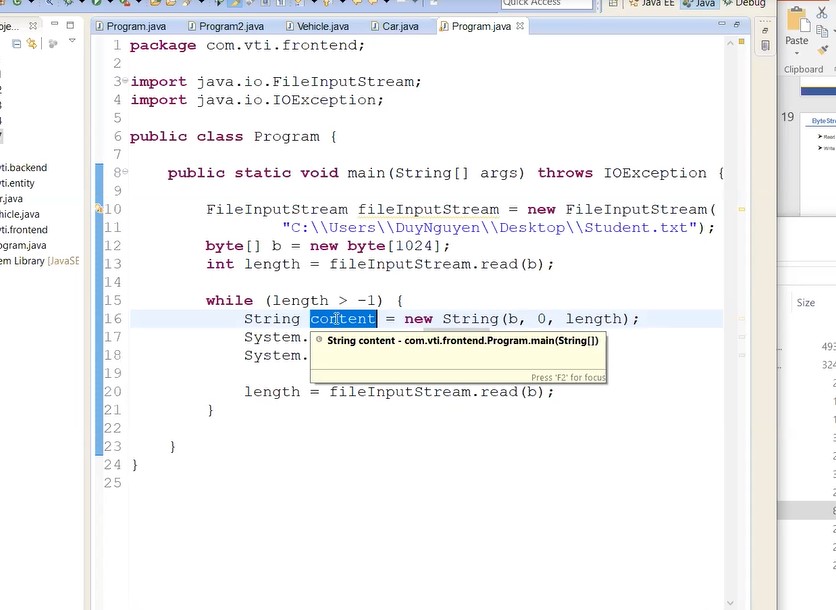 Quick Access
Java EE
Java
Debug
Program.java
Program2.java
Vehicle.java
Car.java
Program.java
Paste
Clipboard
19
Byte Stre
Read
Write
Size
493
1 package com.vti.frontend;
2
3 import java.io.FileInputStream;
4 import java.io.IOException;
5
6 public class Program {
7
8 public static void main(String[] args) throws IOException {
9
10 FileInputStream fileInputStream = new FileInputStream(
11 "C:\\Users\\DuyNguyen\\Desktop\\Student.txt");
12 byte[] b = new byte[1024];
13 int length = fileInputStream.read(b);
14
15 while (length > -1) {
16 String content = new String(b, 0, length);
17 System.
18 System.
String content - com.vti.frontend.Program.main(String[])
Press 'F2' for focus
19
20 length = fileInputStream.read(b);
21 }
22
23 }
24 }
25
vti.backend
vti.entity
r.java
hicle.java
vti.frontend
ogram.java
em Library [JavaSE